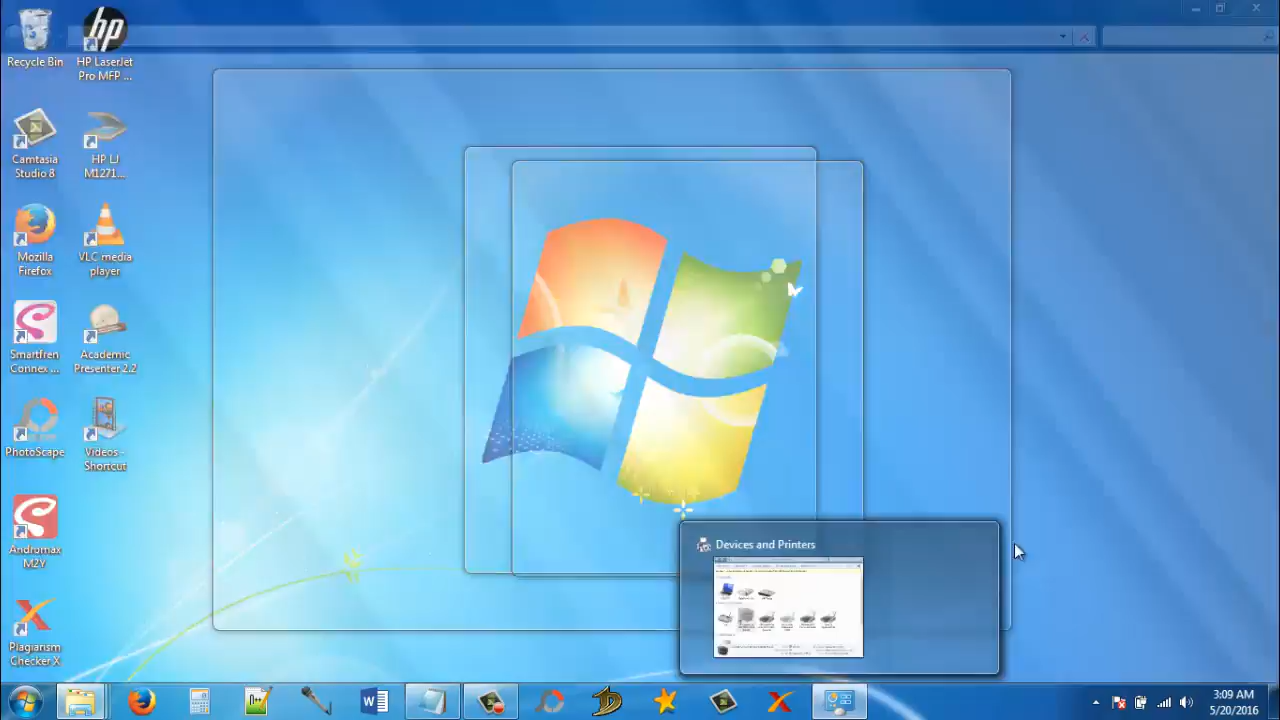 hp
Recycle Bin
HP LaserJet
Pro MFP ...
Camtasia
Studio 8
HP LJ
M1271...
Mozilla
Firefox
VLC media
player
Smartfren
Connex ...
Academic
Presenter 2.2
PhotoScape
Videos -
Shortcut
Andromax
M2Y
Plagiarism
Checker X
Devices and Printers
3:09 AM
5/20/2016